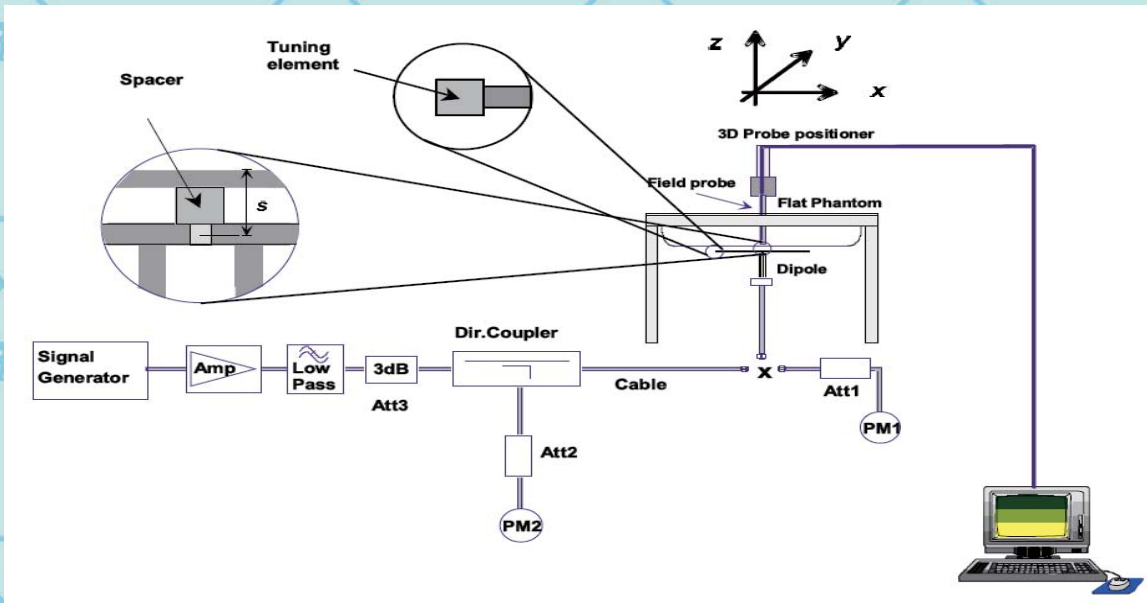 Tuning
element
Spacer
s
z
y
x
3D Probe positioner
Field probe
Flat Phantom
Dipole
Dir.Coupler
Signal
Generator
Amp
Low
Pass
3dB
Att3
Cable
x
Att1
PM1
Att2
PM2